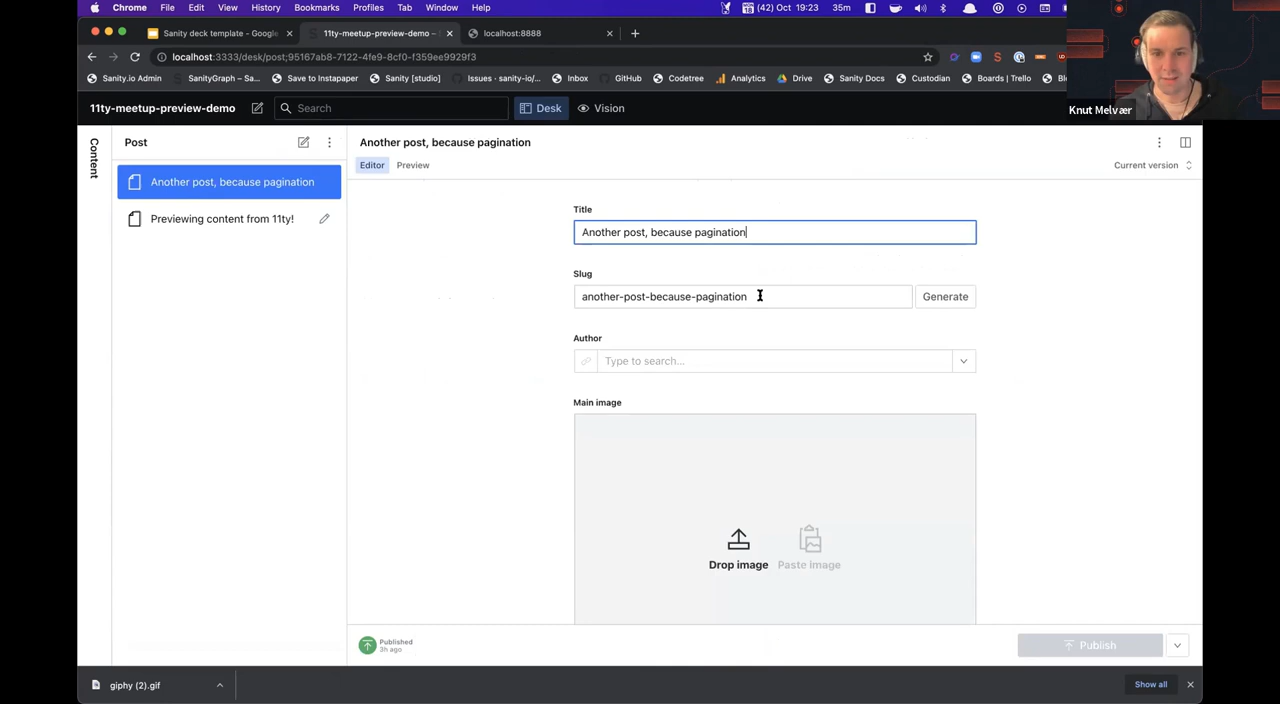 Chrome File Edit View History Bookmarks Profiles Tab Window Help
(42) Oct 19:23 35m
Sanity deck template - Google
11ty-meetup-preview-demo –
localhost:8888
localhost:3333/desk/post;95167ab8-7122-4fe9-8cf0-f359ee9929f3
Sanity.io Admin SanityGraph - Sa... Save to Instapaper Sanity [studio] Issues · sanity-io/... Inbox GitHub Codetree Analytics Drive Sanity Docs Custodian Boards | Trello Blo
Knut Melvær
11ty-meetup-preview-demo
Search
Desk
Vision
Content
Post
Another post, because pagination
Previewing content from 11ty!
Another post, because pagination
Editor Preview
Current version
Title
Another post, because pagination
Slug
another-post-because-pagination
Generate
Author
Type to search...
Main image
Drop image
Paste image
Published
3h ago
Publish
giphy (2).gif
Show all